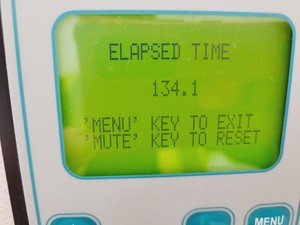 ELAPSED TIME
134.1
'MENU' KEY TO EXIT
'MUTE' KEY TO RESET
MENU